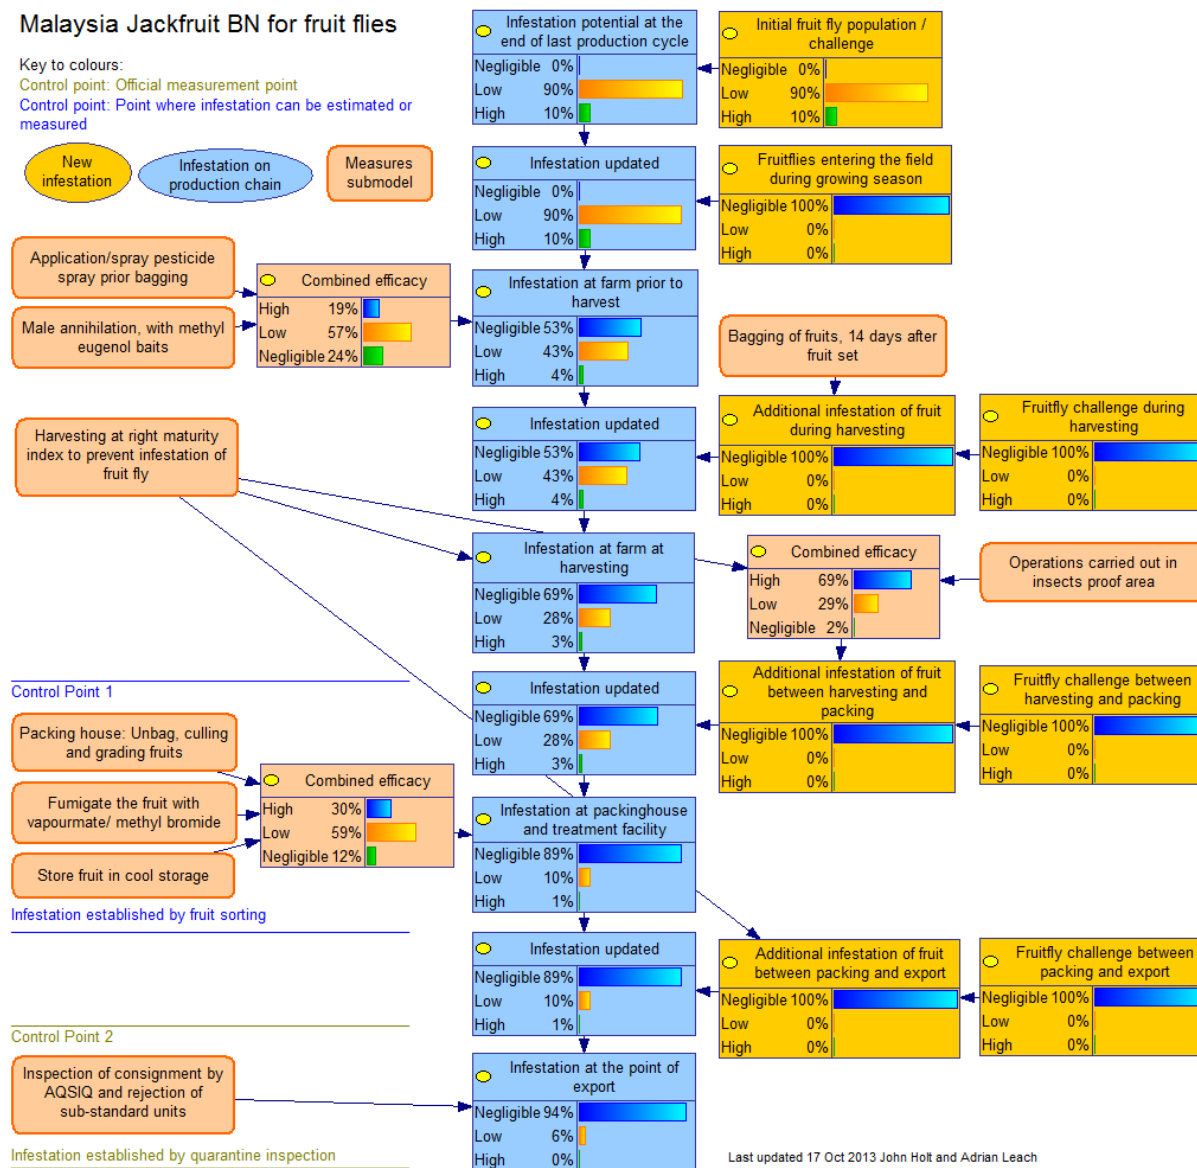 Malaysia Jackfruit BN for fruit flies
Key to colours:
Control point: Official measurement point
Control point: Point where infestation can be estimated or
measured
New
infestation
Infestation on
production chain
Measures
submodel
Infestation potential at the
end of last production cycle
Negligible 0%
Low 90%
High 10%
Initial fruit fly population /
challenge
Negligible 0%
Low 90%
High 10%
Infestation updated
Negligible 0%
Low 90%
High 10%
Fruitflies entering the field
during growing season
Negligible 100%
Low 0%
High 0%
Application/spray pesticide
spray prior bagging
Male annihilation, with methyl
eugenol baits
Combined efficacy
High 19%
Low 57%
Negligible 24%
Infestation at farm prior to
harvest
Negligible 53%
Low 43%
High 4%
Bagging of fruits, 14 days after
fruit set
Harvesting at right maturity
index to prevent infestation of
fruit fly
Infestation updated
Negligible 53%
Low 43%
High 4%
Additional infestation of fruit
during harvesting
Negligible 100%
Low 0%
High 0%
Fruitfly challenge during
harvesting
Negligible 100%
Low 0%
High 0%
Infestation at farm at
harvesting
Negligible 69%
Low 28%
High 3%
Combined efficacy
High 69%
Low 29%
Negligible 2%
Operations carried out in
insects proof area
Control Point 1
Infestation updated
Negligible 69%
Low 28%
High 3%
Additional infestation of fruit
between harvesting and
packing
Negligible 100%
Low 0%
High 0%
Fruitfly challenge between
harvesting and packing
Negligible 100%
Low 0%
High 0%
Packing house: Unbag, culling
and grading fruits
Fumigate the fruit with
vapourmate/ methyl bromide
Store fruit in cool storage
Combined efficacy
High 30%
Low 59%
Negligible 12%
Infestation at packinghouse
and treatment facility
Negligible 89%
Low 10%
High 1%
Infestation established by fruit sorting
Infestation updated
Negligible 89%
Low 10%
High 1%
Additional infestation of fruit
between packing and export
Negligible 100%
Low 0%
High 0%
Fruitfly challenge between
packing and export
Negligible 100%
Low 0%
High 0%
Control Point 2
Inspection of consignment by
AQSIQ and rejection of
sub-standard units
Infestation at the point of
export
Negligible 94%
Low 6%
High 0%
Infestation established by quarantine inspection
Last updated 17 Oct 2013 John Holt and Adrian Leach